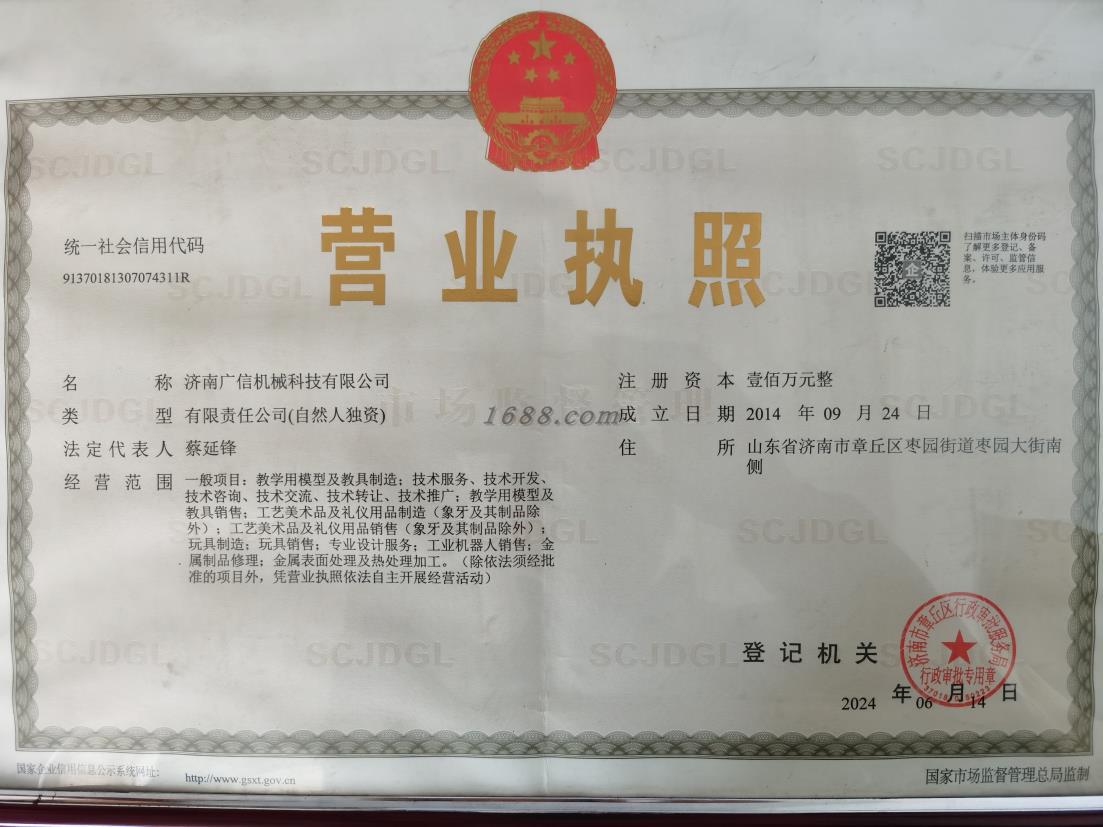 营业执照
统一社会信用代码
91370181307074311R
扫描市场主体身份码
了解更多登记、备
案、许可、监管信
息，体验更多应用服
务。
名 称 济南广信机械科技有限公司
类 型 有限责任公司(自然人独资)
法定代表人 蔡延锋
经营范围 一般项目：教学用模型及教具制造；技术服务、技术开发、
技术咨询、技术交流、技术转让、技术推广；教学用模型及
教具销售；工艺美术品及礼仪用品制造（象牙及其制品除
外）；工艺美术品及礼仪用品销售（象牙及其制品除外）；
玩具制造；玩具销售；专业设计服务；工业机器人销售；金
属制品修理；金属表面处理及热处理加工。（除依法须经批
准的项目外，凭营业执照依法自主开展经营活动）
注册资本 壹佰万元整
成立日期 2014 年 09 月 24 日
住 所 山东省济南市章丘区枣园街道枣园大街南
侧
1688.com
市场监督管理
SCJDGL
登记机关
济南市章丘区行政审批服务局
行政审批专用章
2024 年 06 月 14 日
国家企业信用信息公示系统网址：
http://www.gsxt.gov.cn
国家市场监督管理总局监制